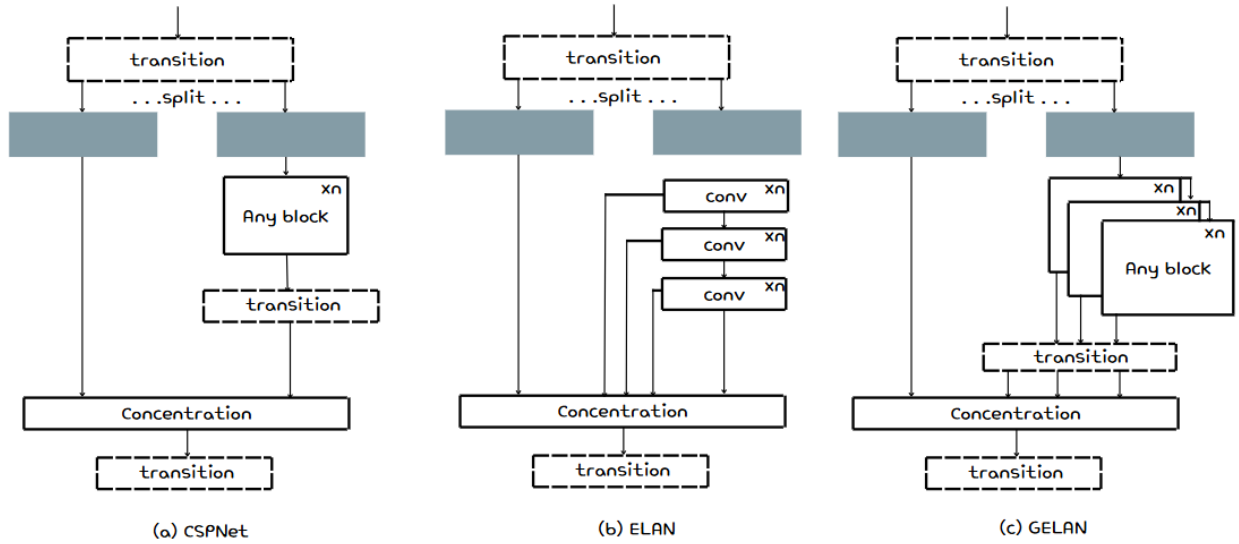 transition
...split...
xn
Any block
transition
Concentration
transition
(a) CSPNet
transition
...split...
conv xn
conv xn
conv xn
Concentration
transition
(b) ELAN
transition
...split...
xn
xn
xn
Any block
transition
Concentration
transition
(c) GELAN